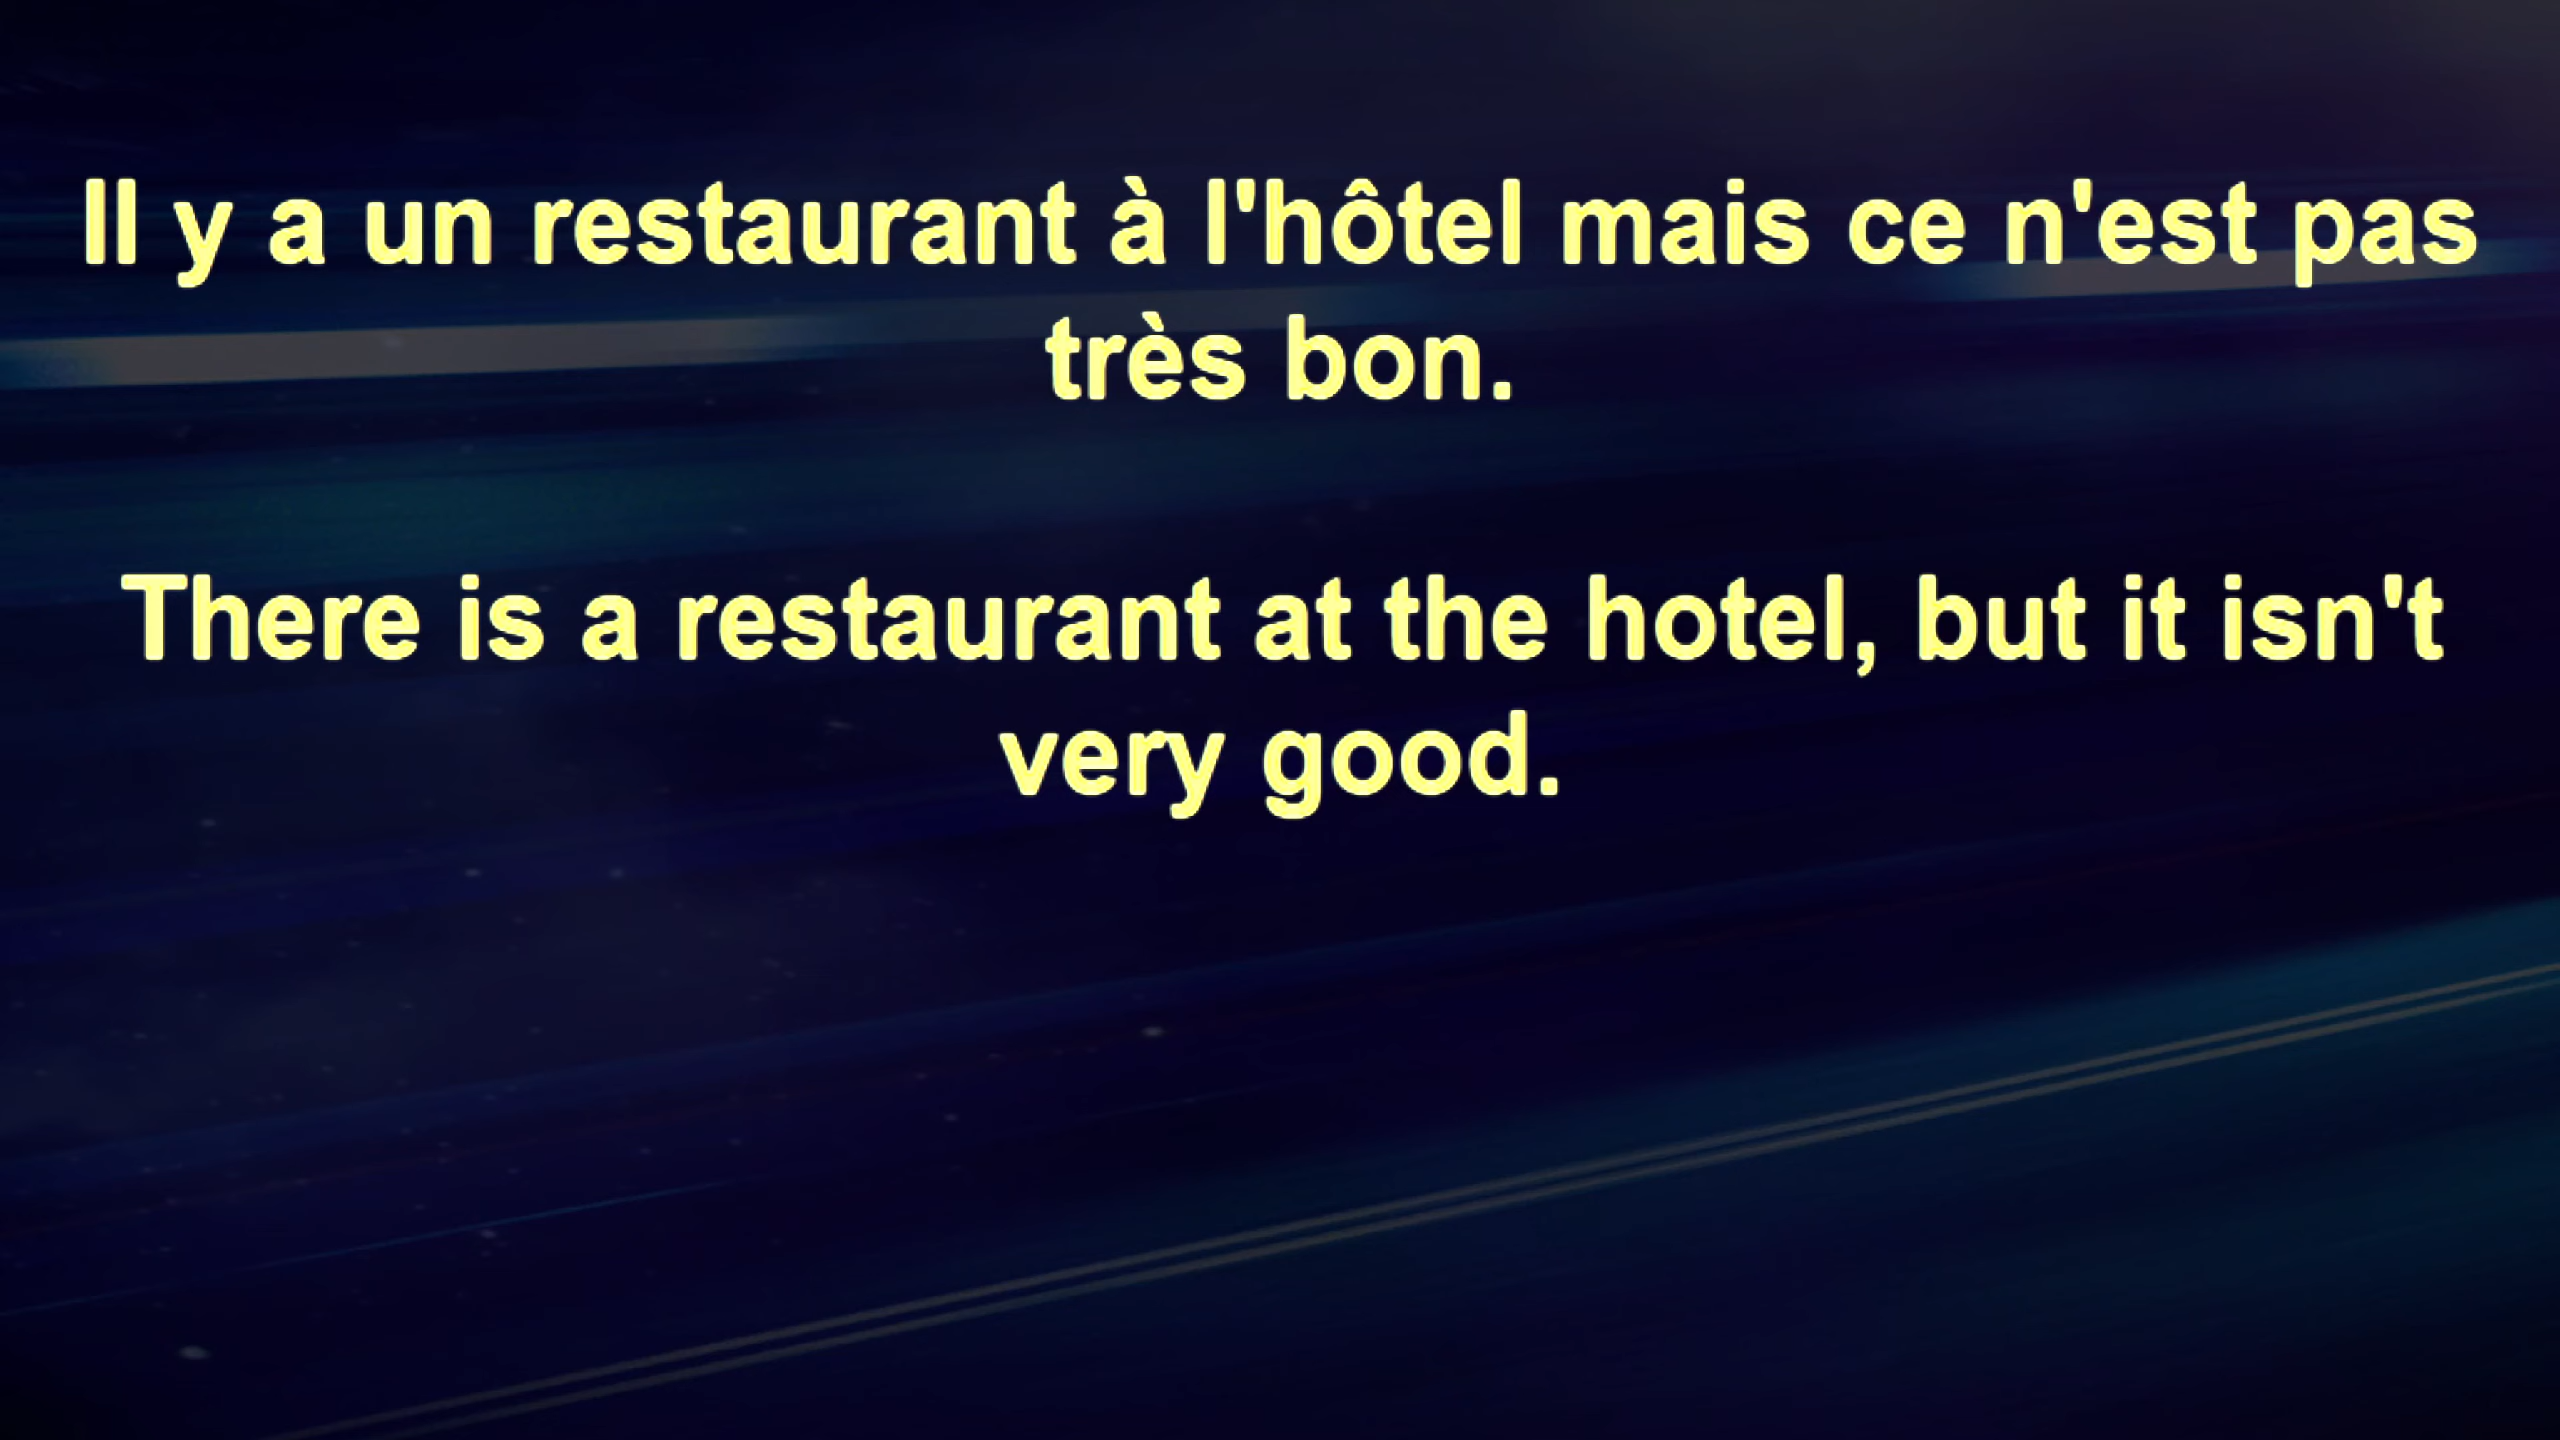 Il y a un restaurant à l'hôtel mais ce n'est pas
très bon.
There is a restaurant at the hotel, but it isn't
very good.